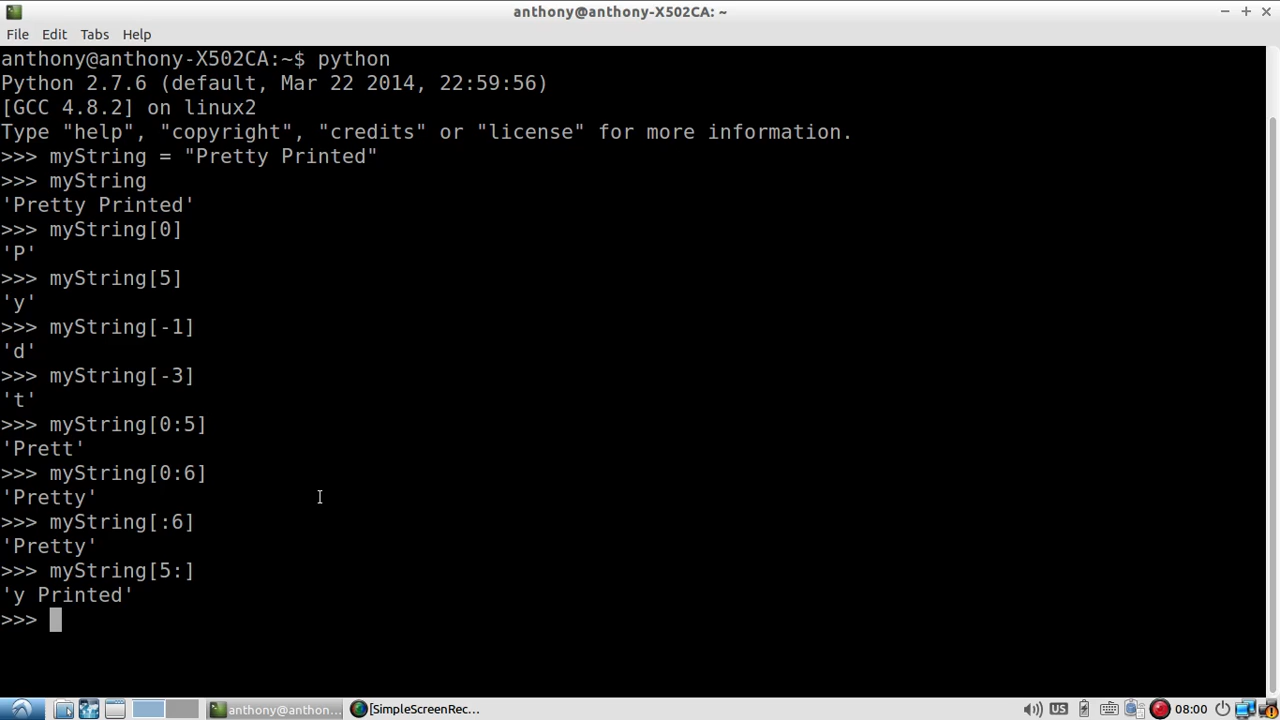 anthony@anthony-X502CA: ~
File Edit Tabs Help
anthony@anthony-X502CA:~$ python
Python 2.7.6 (default, Mar 22 2014, 22:59:56)
[GCC 4.8.2] on linux2
Type "help", "copyright", "credits" or "license" for more information.
>>> myString = "Pretty Printed"
>>> myString
'Pretty Printed'
>>> myString[0]
'P'
>>> myString[5]
'y'
>>> myString[-1]
'd'
>>> myString[-3]
't'
>>> myString[0:5]
'Prett'
>>> myString[0:6]
'Pretty'
>>> myString[:6]
'Pretty'
>>> myString[5:]
'y Printed'
>>>
anthony@anthon... [SimpleScreenRec... US 08:00